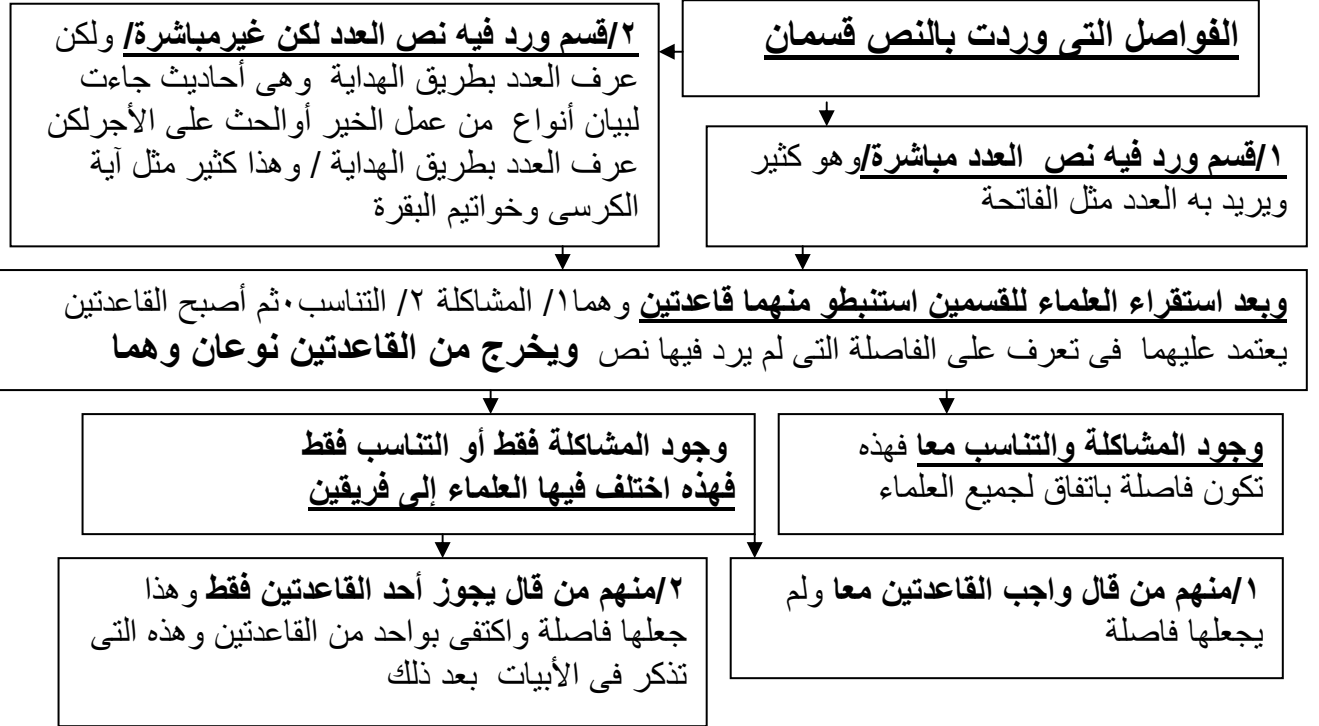 الفواصل التى وردت بالنص قسمان
١/قسم ورد فيه نص العدد مباشرة/وهو كثير
ويريد به العدد مثل الفاتحة
٢/قسم ورد فيه نص العدد لكن غيرمباشرة/ ولكن
عرف العدد بطريق الهداية وهى أحاديث جاءت
لبيان أنواع من عمل الخير أوالحث على الأجرلكن
عرف العدد بطريق الهداية / وهذا كثير مثل آية
الكرسى وخواتيم البقرة
وبعد استقراء العلماء للقسمين استنبطو منهما قاعدتين وهما١/ المشاكلة ٢/ التناسب٠ثم أصبح القاعدتين
يعتمد عليهما فى تعرف على الفاصلة التى لم يرد فيها نص ويخرج من القاعدتين نوعان وهما
وجود المشاكلة والتناسب معا فهذه
تكون فاصلة باتفاق لجميع العلماء
وجود المشاكلة فقط أو التناسب فقط
فهذه اختلف فيها العلماء إلى فريقين
١/منهم من قال واجب القاعدتين معا ولم
يجعلها فاصلة
٢/منهم من قال يجوز أحد القاعدتين فقط وهذا
جعلها فاصلة واكتفى بواحد من القاعدتين وهذه التى
تذكر فى الأبيات بعد ذلك